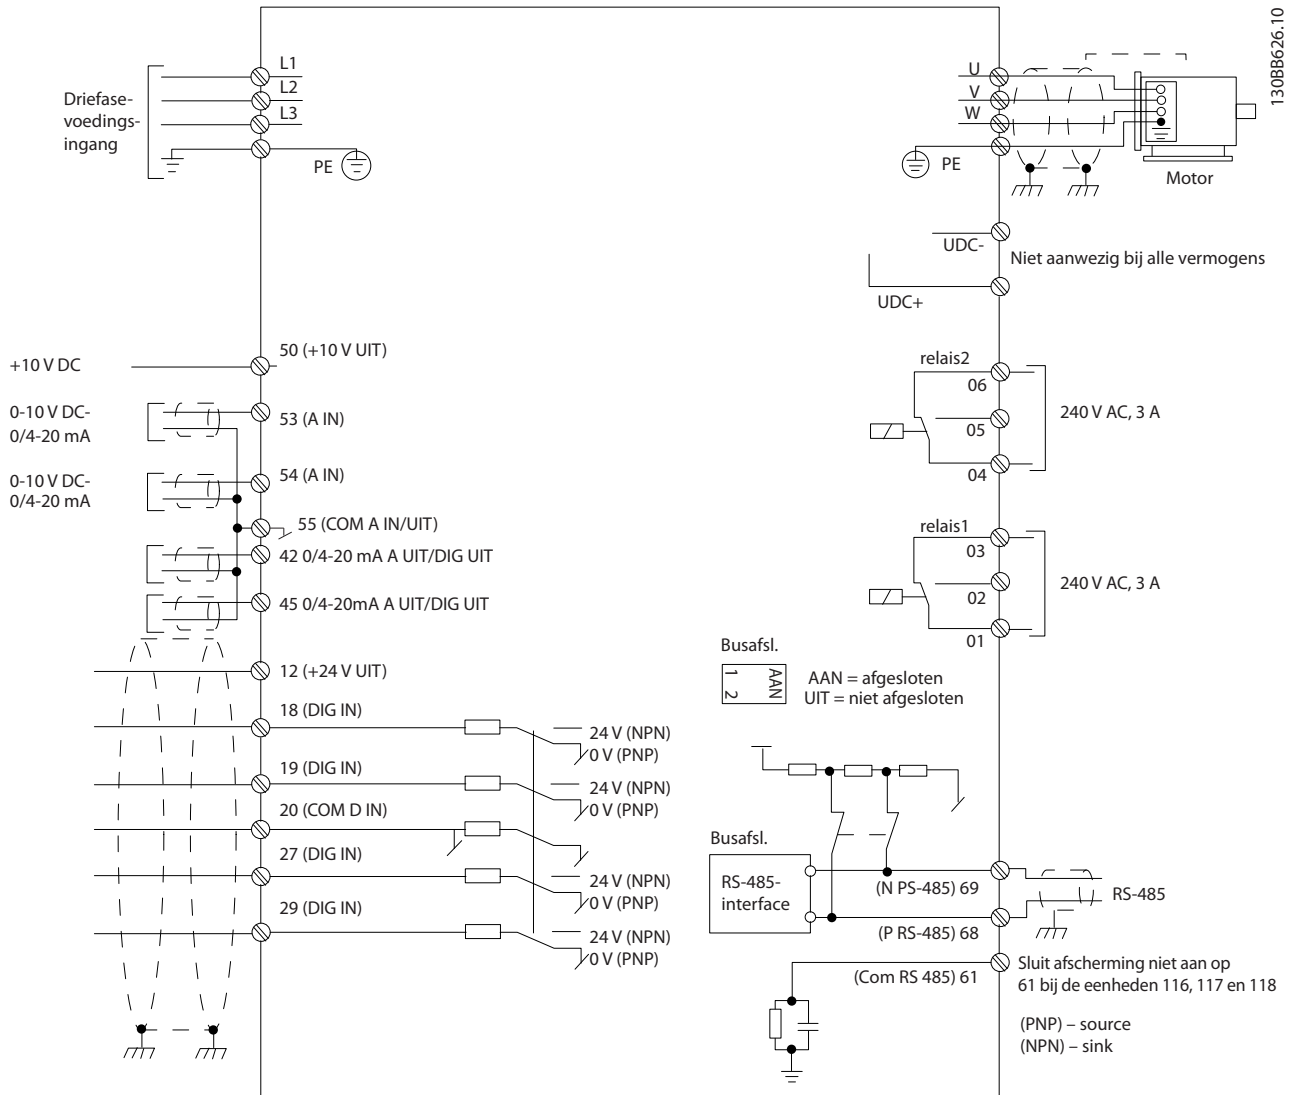 130BB626.10
L1
L2
L3
Driefase-
voedings-
ingang
PE
U
V
W
PE
Motor
UDC-
Niet aanwezig bij alle vermogens
UDC+
+10 V DC
50 (+10 V UIT)
0-10 V DC-
0/4-20 mA
53 (A IN)
0-10 V DC-
0/4-20 mA
54 (A IN)
55 (COM A IN/UIT)
42 0/4-20 mA A UIT/DIG UIT
45 0/4-20mA A UIT/DIG UIT
12 (+24 V UIT)
18 (DIG IN)
24 V (NPN)
0 V (PNP)
19 (DIG IN)
24 V (NPN)
0 V (PNP)
20 (COM D IN)
27 (DIG IN)
24 V (NPN)
0 V (PNP)
29 (DIG IN)
24 V (NPN)
0 V (PNP)
relais2
06
05
04
240 V AC, 3 A
relais1
03
02
01
240 V AC, 3 A
Busafsl.
1
2
AAN
AAN = afgesloten
UIT = niet afgesloten
Busafsl.
RS-485-
interface
(N PS-485) 69
(P RS-485) 68
RS-485
(Com RS 485) 61
Sluit afscherming niet aan op
61 bij de eenheden 116, 117 en 118
(PNP) – source
(NPN) – sink